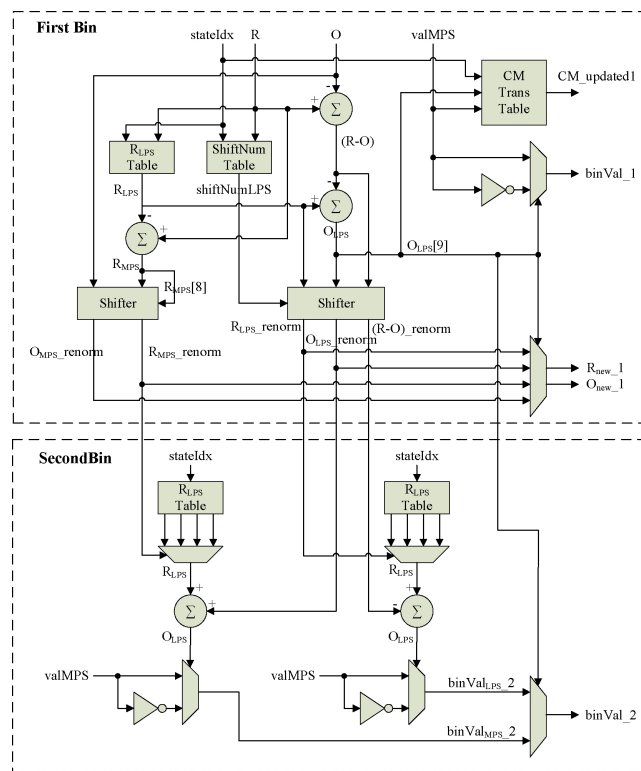 First Bin
stateIdx R O valMPS
CM
Trans
Table
CM_updated1
- + Σ
(R-O)
RLPS
Table
ShiftNum
Table
RLPS
shiftNumLPS
- + Σ
OLPS
- + Σ
binVal_1
RMPS
RMPS[8]
OLPS[9]
Shifter
Shifter
OMPS_renorm
RMPS_renorm
RLPS_renorm
OLPS_renorm
(R-O)_renorm
Rnew_1
Onew_1
SecondBin
stateIdx
stateIdx
RLPS
Table
RLPS
Table
RLPS
RLPS
+ + Σ
+ - Σ
OLPS
OLPS
valMPS
valMPS
binValLPS_2
binValMPS_2
binVal_2